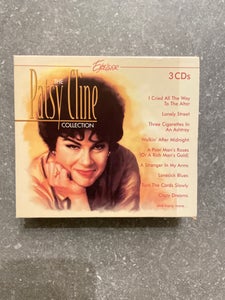 3 CDs
THE
Patsy Cline
COLLECTION
I Cried All The Way
To The Altar
Lonely Street
Three Cigarettes In
An Ashtray
Walkin' After Midnight
A Poor Man's Roses
(Or A Rich Man's Gold)
A Stranger In My Arms
Lovesick Blues
Turn The Cards Slowly
Crazy Dreams
and many more...